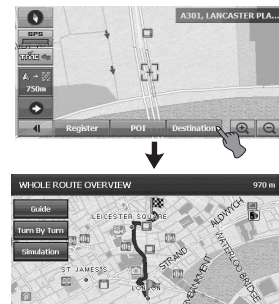 A301, LANCASTER PLA...
GPS
750m
Register POI Destination
WHOLE ROUTE OVERVIEW 970 m
Guide
LEICESTER SQUARE
ALDWYCH
Turn By Turn
STRAND
WATERLOO BRIDGE
Simulation
ST JAMES'S